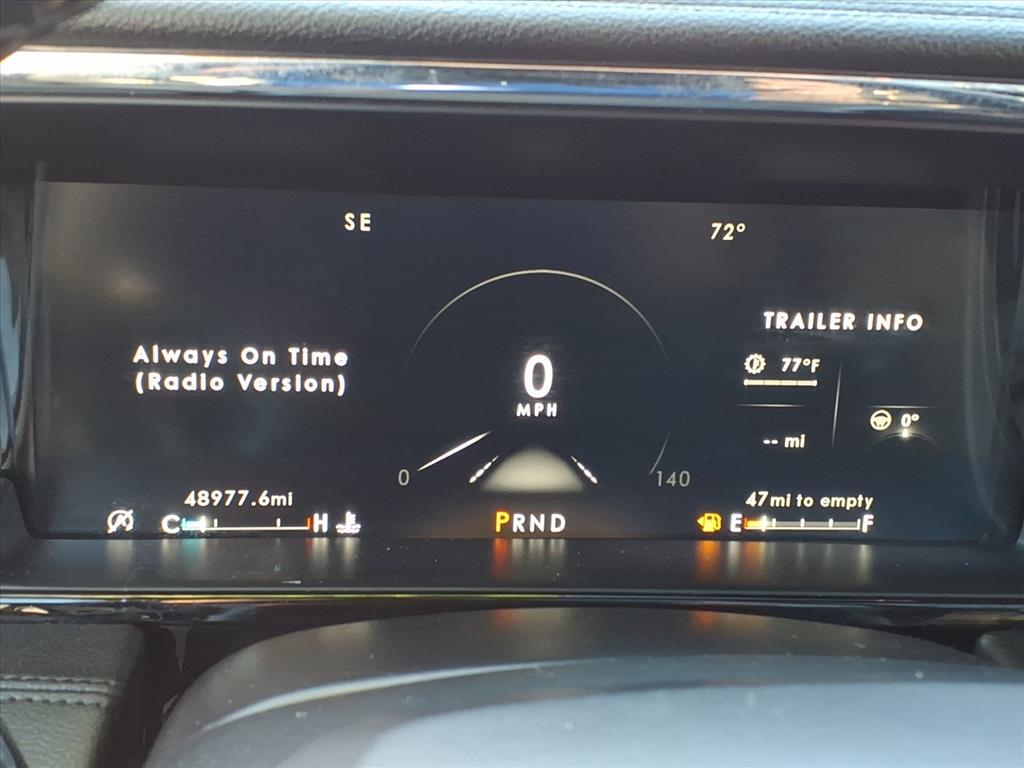 SE
72°
TRAILER INFO
Always On Time
(Radio Version)
77°F
0
MPH
0°
-- mi
0
140
48977.6mi
47mi to empty
C
H
PRND
E
F